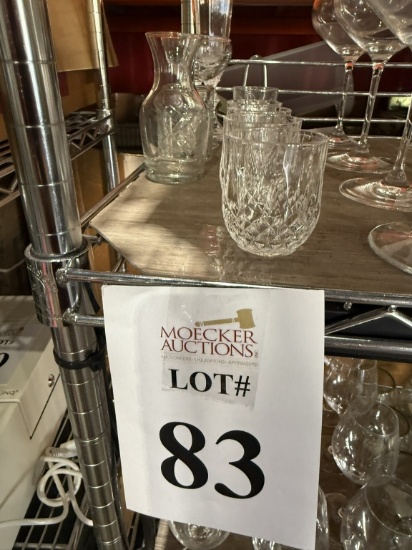 MOECKER
AUCTIONS
LOT#
83